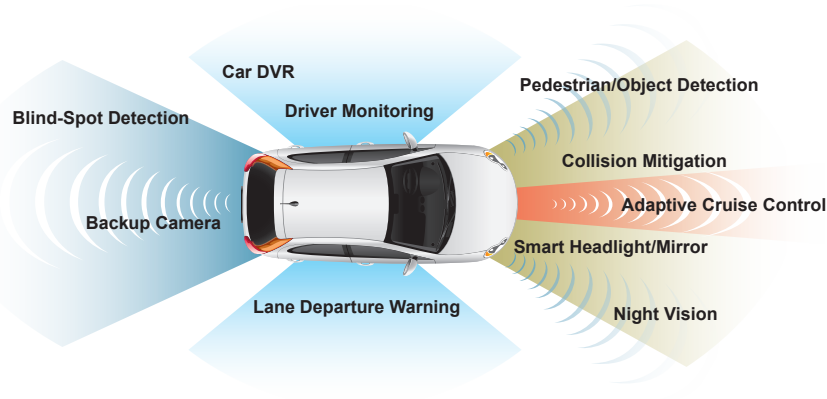 Car DVR
Pedestrian/Object Detection
Driver Monitoring
Blind-Spot Detection
Collision Mitigation
Adaptive Cruise Control
Backup Camera
Smart Headlight/Mirror
Lane Departure Warning
Night Vision